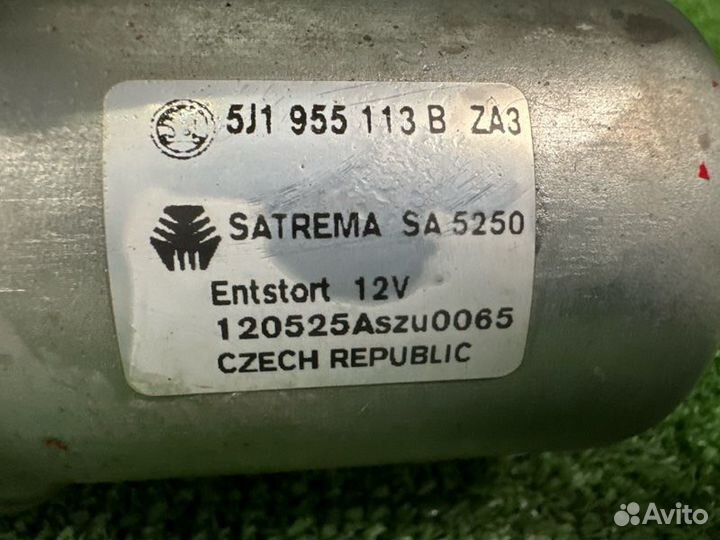 5J1 955 113 B ZA3
SATREMA SA 5250
Entstort 12V
120525Aszu0065
CZECH REPUBLIC
Avito